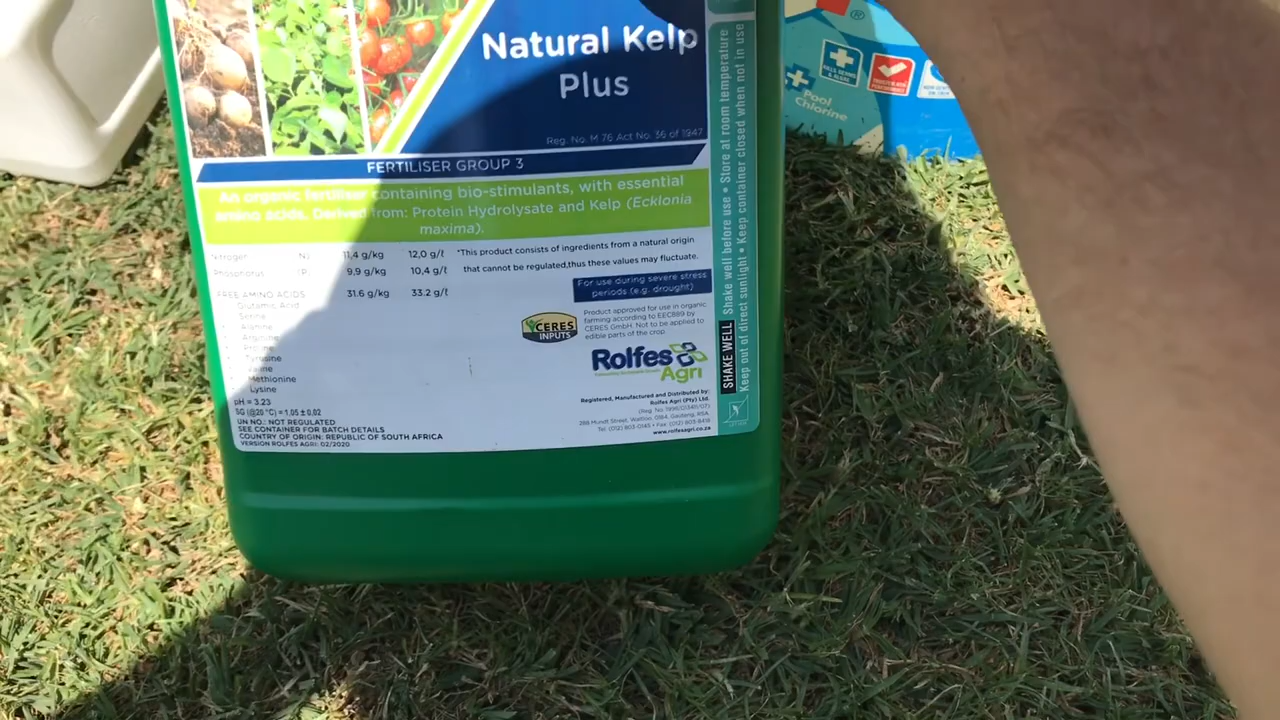 Natural Kelp
Plus
Reg. No. M 76 Act No. 36 of 1947
FERTILISER GROUP 3
An organic fertiliser containing bio-stimulants, with essential
amino acids. Derived from: Protein Hydrolysate and Kelp (Ecklonia
maxima).
Nitrogen (N) 11,4 g/kg 12,0 g/ℓ
Phosphorus (P) 9,9 g/kg 10,4 g/ℓ
This product consists of ingredients from a natural origin
that cannot be regulated,thus these values may fluctuate.
FREE AMINO ACIDS 31.6 g/kg 33.2 g/ℓ
Glutamic Acid
Serine
Alanine
Arginine
Proline
Tyrosine
Valine
Methionine
Lysine
pH = 3.23
SG (@20 °C) = 1,05 ± 0,02
UN NO.: NOT REGULATED
SEE CONTAINER FOR BATCH DETAILS
COUNTRY OF ORIGIN: REPUBLIC OF SOUTH AFRICA
VERSION ROLFES AGRI: 02/2020
For use during severe stress
periods (e.g. drought)
CERES
INPUTS
Product approved for use in organic
farming according to EEC889 by
CERES GmbH. Not to be applied to
edible parts of the crop
Rolfes
Agri
Registered, Manufactured and Distributed by:
Rolfes Agri (Pty) Ltd.
www.rolfesagri.co.za
SHAKE WELL
Shake well before use • Store at room temperature
Keep out of direct sunlight • Keep container closed when not in use
Pool
Chlorine